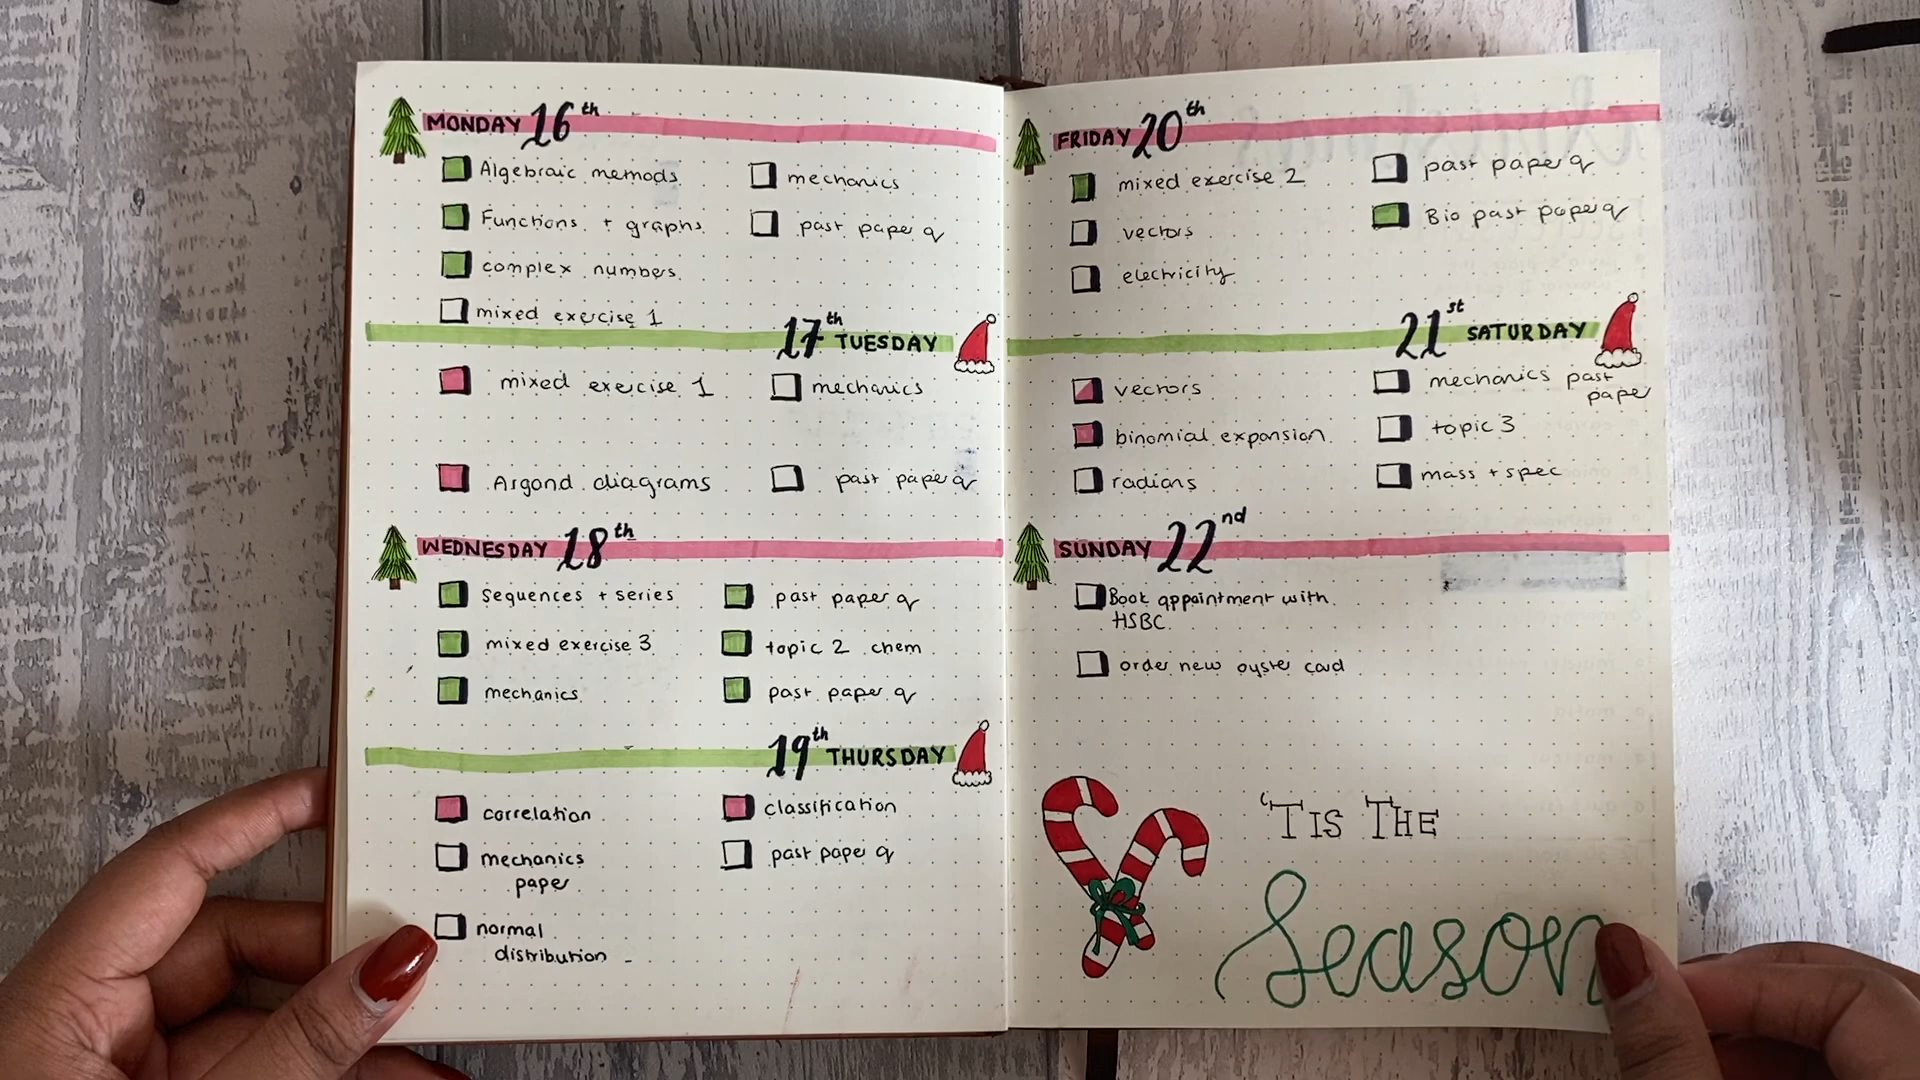 MONDAY 16th
Algebraic methods
Functions + graphs
complex numbers
mixed exercise 1
mechanics
past paper q
17th TUESDAY
mixed exercise 1
Argand diagrams
mechanics
past paper q
WEDNESDAY 18th
Sequences + series
mixed exercise 3
mechanics
past paper q
topic 2 chem
past paper q
19th THURSDAY
correlation
mechanics
paper
normal
distribution
classification
past paper q
FRIDAY 20th
mixed exercise 2
vectors
electricity
past paper q
Bio past paper q
21st SATURDAY
vectors
binomial expansion
radians
mechanics past
paper
topic 3
mass + spec
SUNDAY 22nd
Book appointment with
HSBC
order new oyster card
'TIS THE
Season